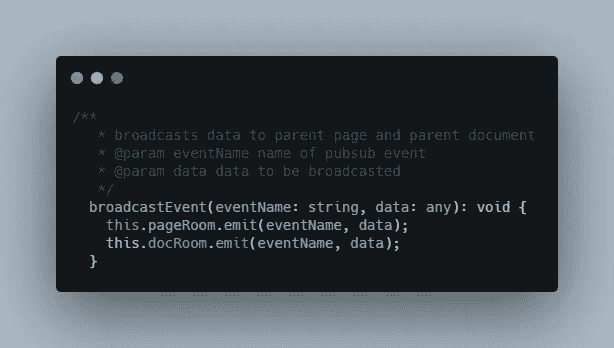 /**
* broadcasts data to parent page and parent document
* @param eventName name of pubsub event
* @param data data to be broadcasted
*/
broadcastEvent(eventName: string, data: any): void {
this.pageRoom.emit(eventName, data);
this.docRoom.emit(eventName, data);
}